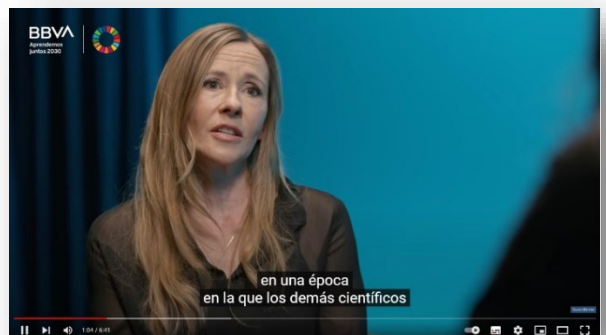 BBVA
Aprendemos
juntos 2030
en una época
en la que los demás científicos
1:04 / 6:41